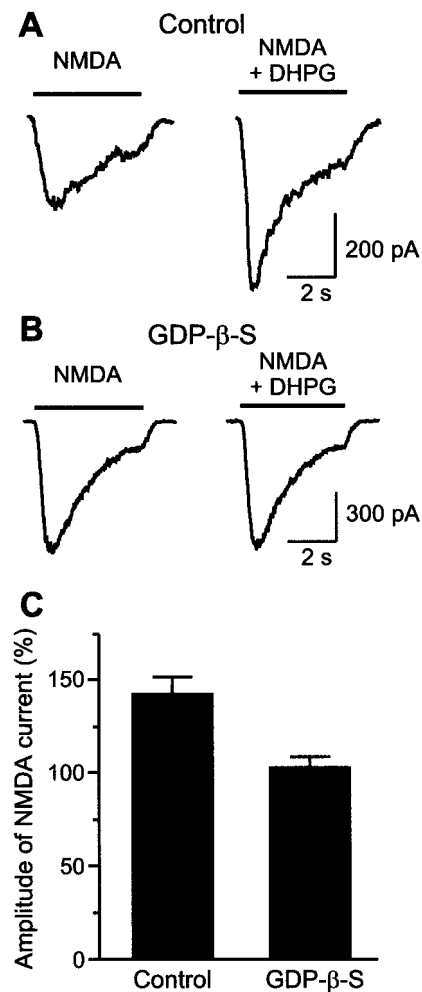 A
Control
NMDA
NMDA
+ DHPG
200 pA
2 s
B
GDP-β-S
NMDA
NMDA
+ DHPG
300 pA
2 s
C
Amplitude of NMDA current (%)
150
100
50
0
Control
GDP-β-S